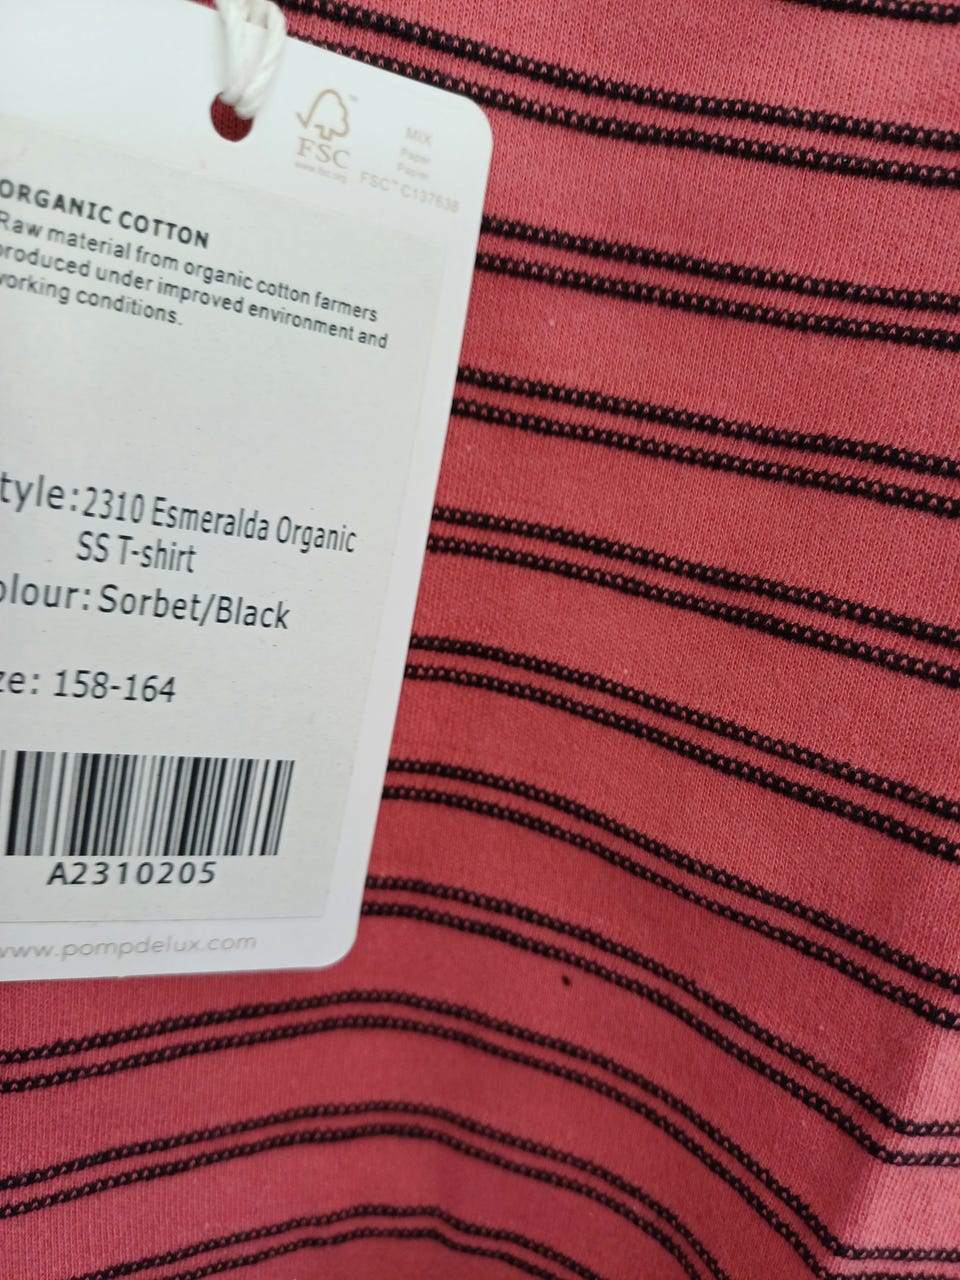 FSC™
www.fsc.org
MIX
Paper
Papier
FSC™ C137638
ORGANIC COTTON
Raw material from organic cotton farmers
produced under improved environment and
working conditions.
tyle: 2310 Esmeralda Organic
SS T-shirt
olour: Sorbet/Black
ze: 158-164
A2310205
www.pompdelux.com